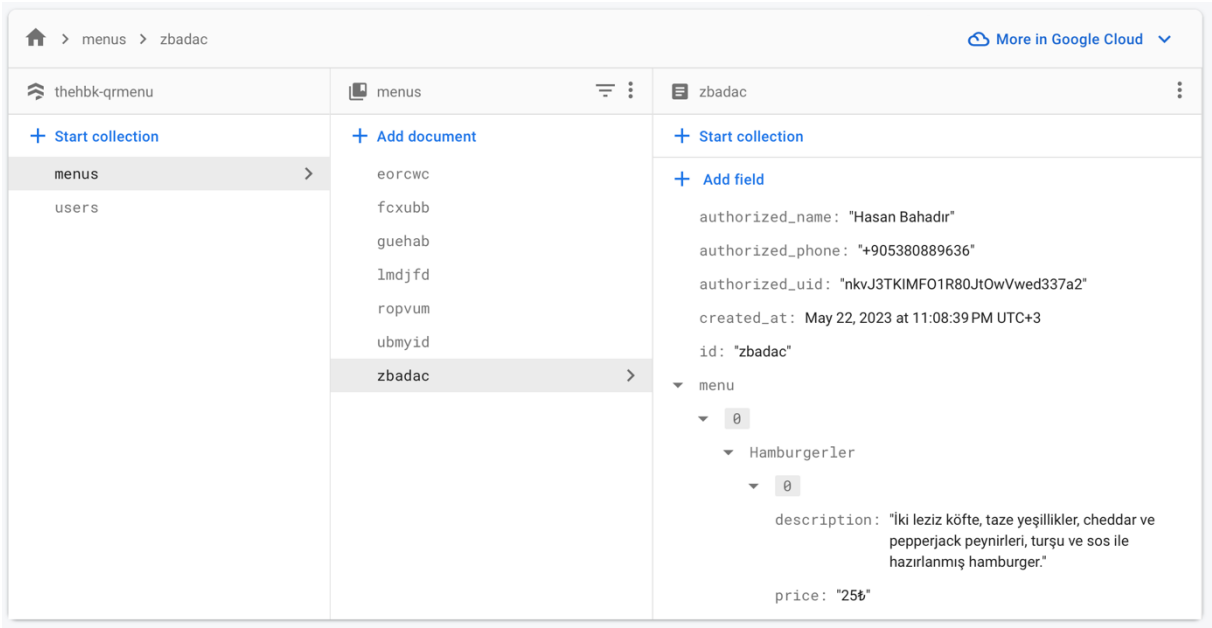 menus zbadac More in Google Cloud
thehbk-qrmenu
menus
zbadac
+ Start collection
menus
users
+ Add document
eorcwc
fcxubb
guehab
lmdjfd
ropvum
ubmyid
zbadac
+ Start collection
+ Add field
authorized_name: "Hasan Bahadır"
authorized_phone: "+905380889636"
authorized_uid: "nkvJ3TKIMFO1R80JtOwVwed337a2"
created_at: May 22, 2023 at 11:08:39 PM UTC+3
id: "zbadac"
menu
0
Hamburgerler
0
description: "İki leziz köfte, taze yeşillikler, cheddar ve
pepperjack peynirleri, turşu ve sos ile
hazırlanmış hamburger."
price: "25₺"